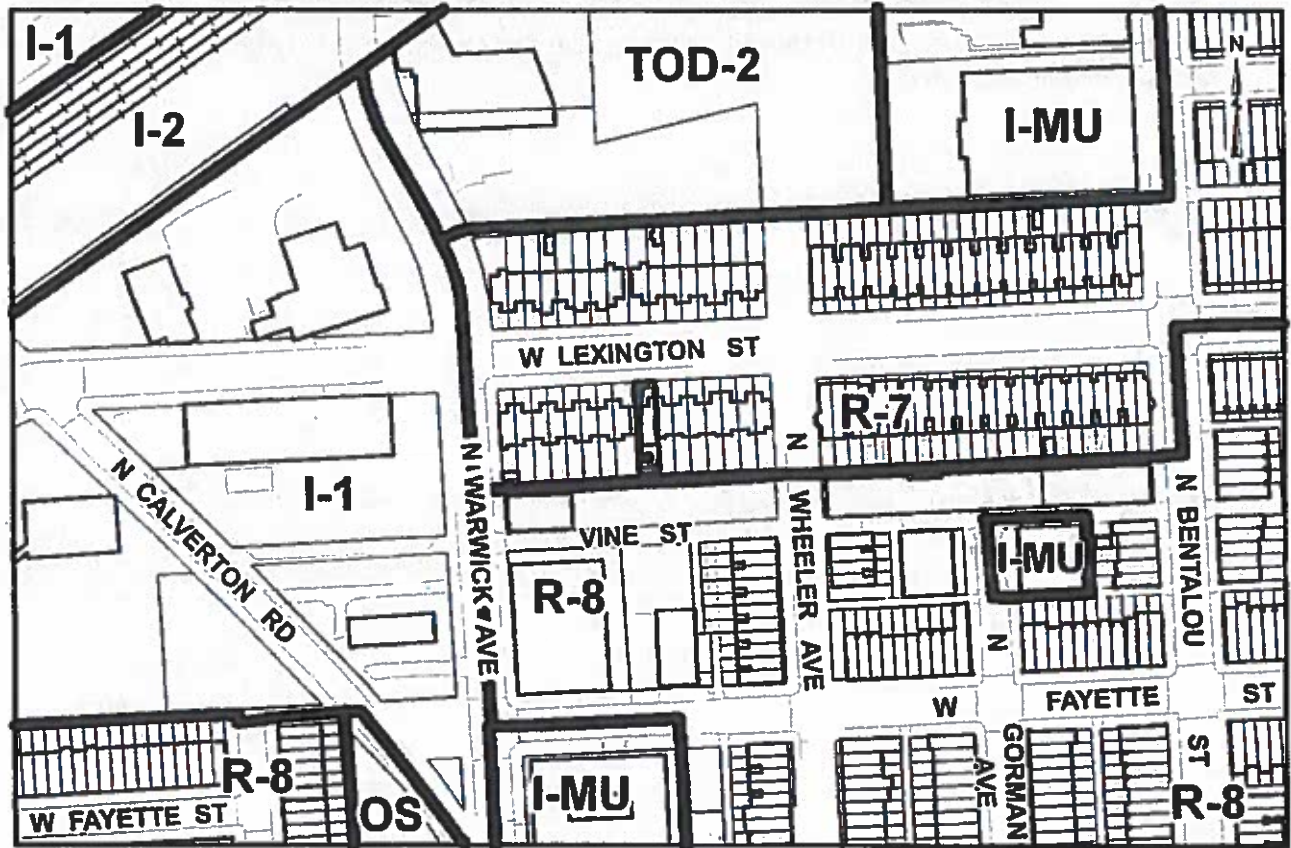 I-1
I-2
TOD-2
I-MU
N
W LEXINGTON ST
R-7
N WARWICK AVE
N WHEELER AVE
N BENTALOU ST
N CALVERTON RD
I-1
VINE ST
R-8
I-MU
W FAYETTE ST
N GORMAN AVE
R-8
W FAYETTE ST
OS
I-MU
R-8